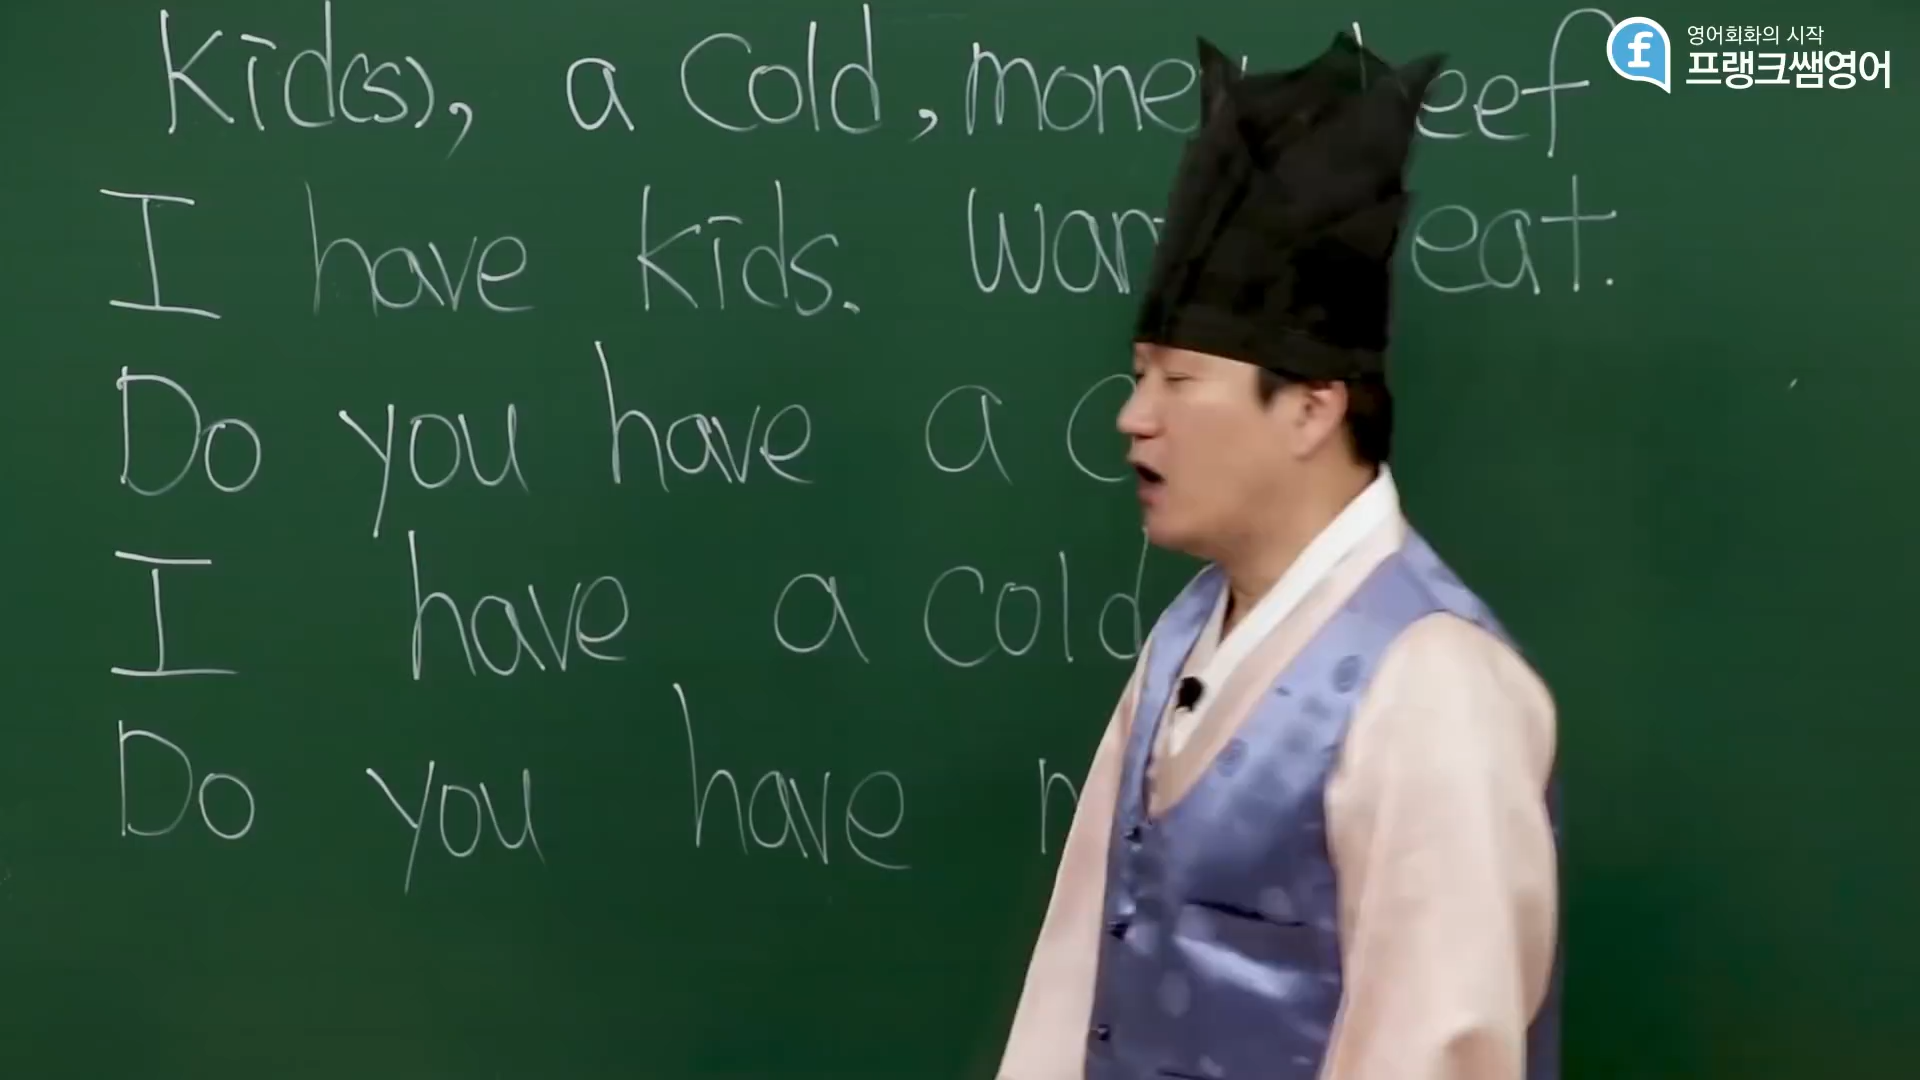 영어회화의 시작
프랭크쌤영어
Kid(s), a cold,
I have kids. eat.
Do you have a
I have a cold
Do you have